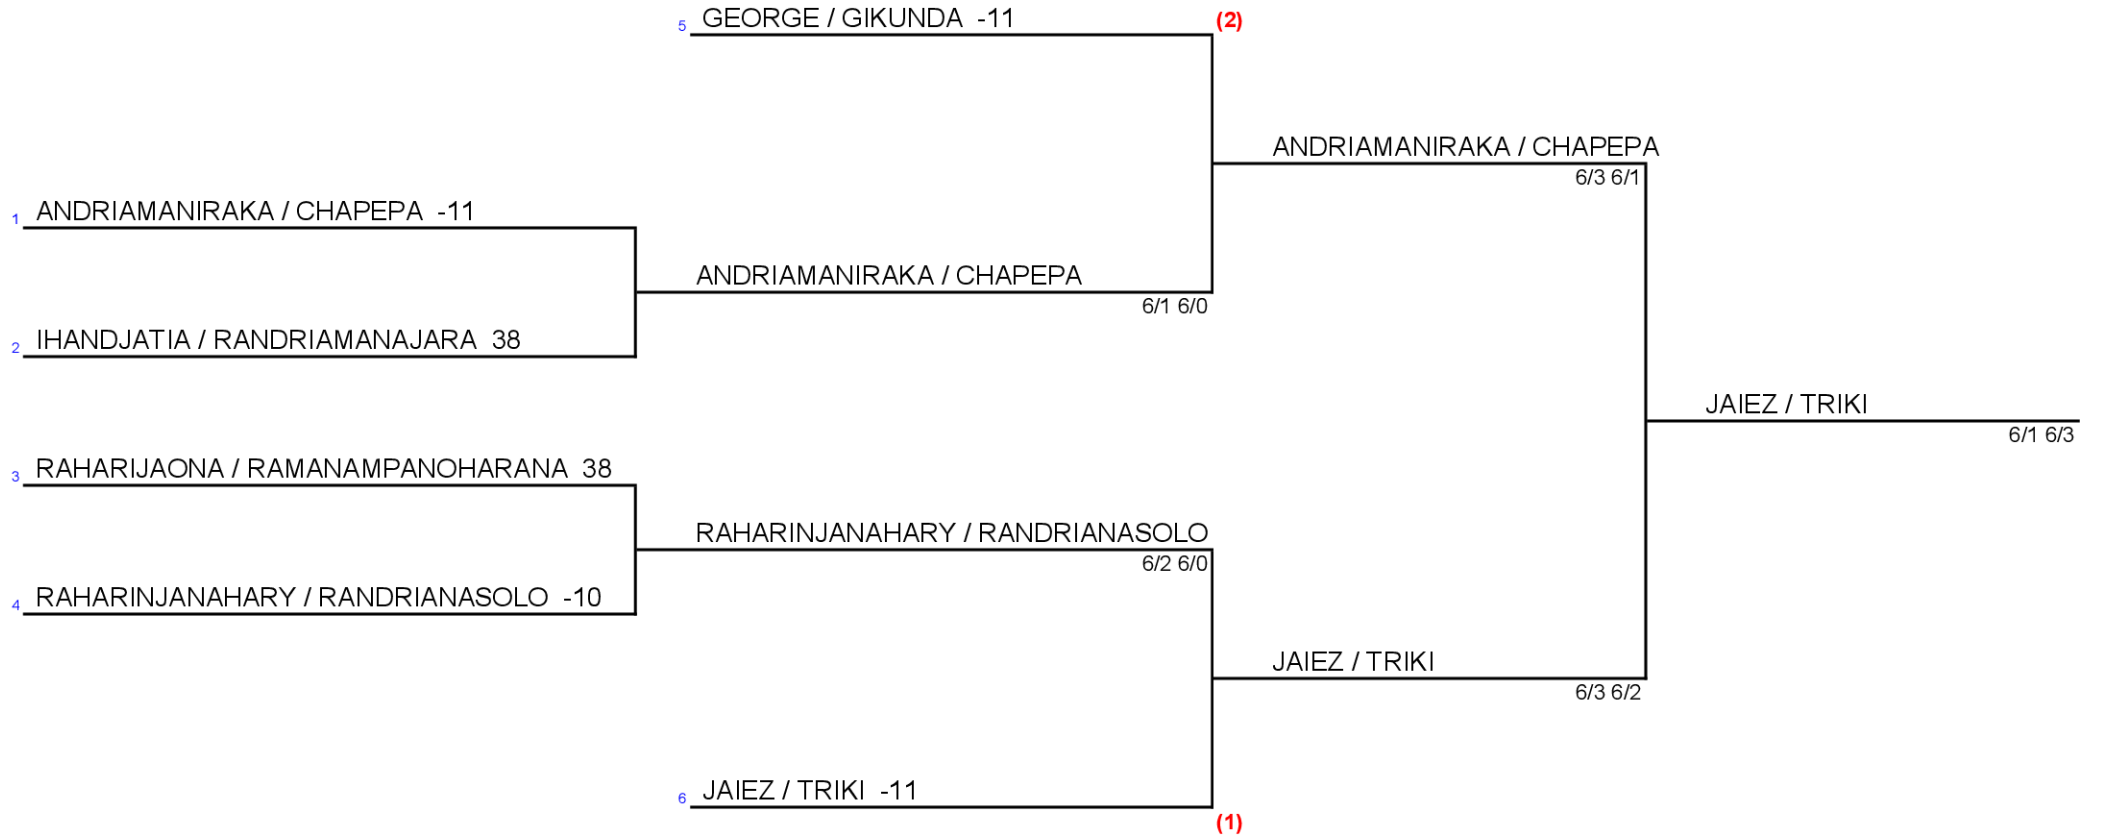 5 GEORGE / GIKUNDA -11 (2)
ANDRIAMANIRAKA / CHAPEPA
6/3 6/1
1 ANDRIAMANIRAKA / CHAPEPA -11
ANDRIAMANIRAKA / CHAPEPA
6/1 6/0
2 IHANDJATIA / RANDRIAMANAJARA 38
JAIEZ / TRIKI
6/1 6/3
3 RAHARIJAONA / RAMANAMPANOHARANA 38
RAHARINJANAHARY / RANDRIANASOLO
6/2 6/0
4 RAHARINJANAHARY / RANDRIANASOLO -10
JAIEZ / TRIKI
6/3 6/2
6 JAIEZ / TRIKI -11
(1)